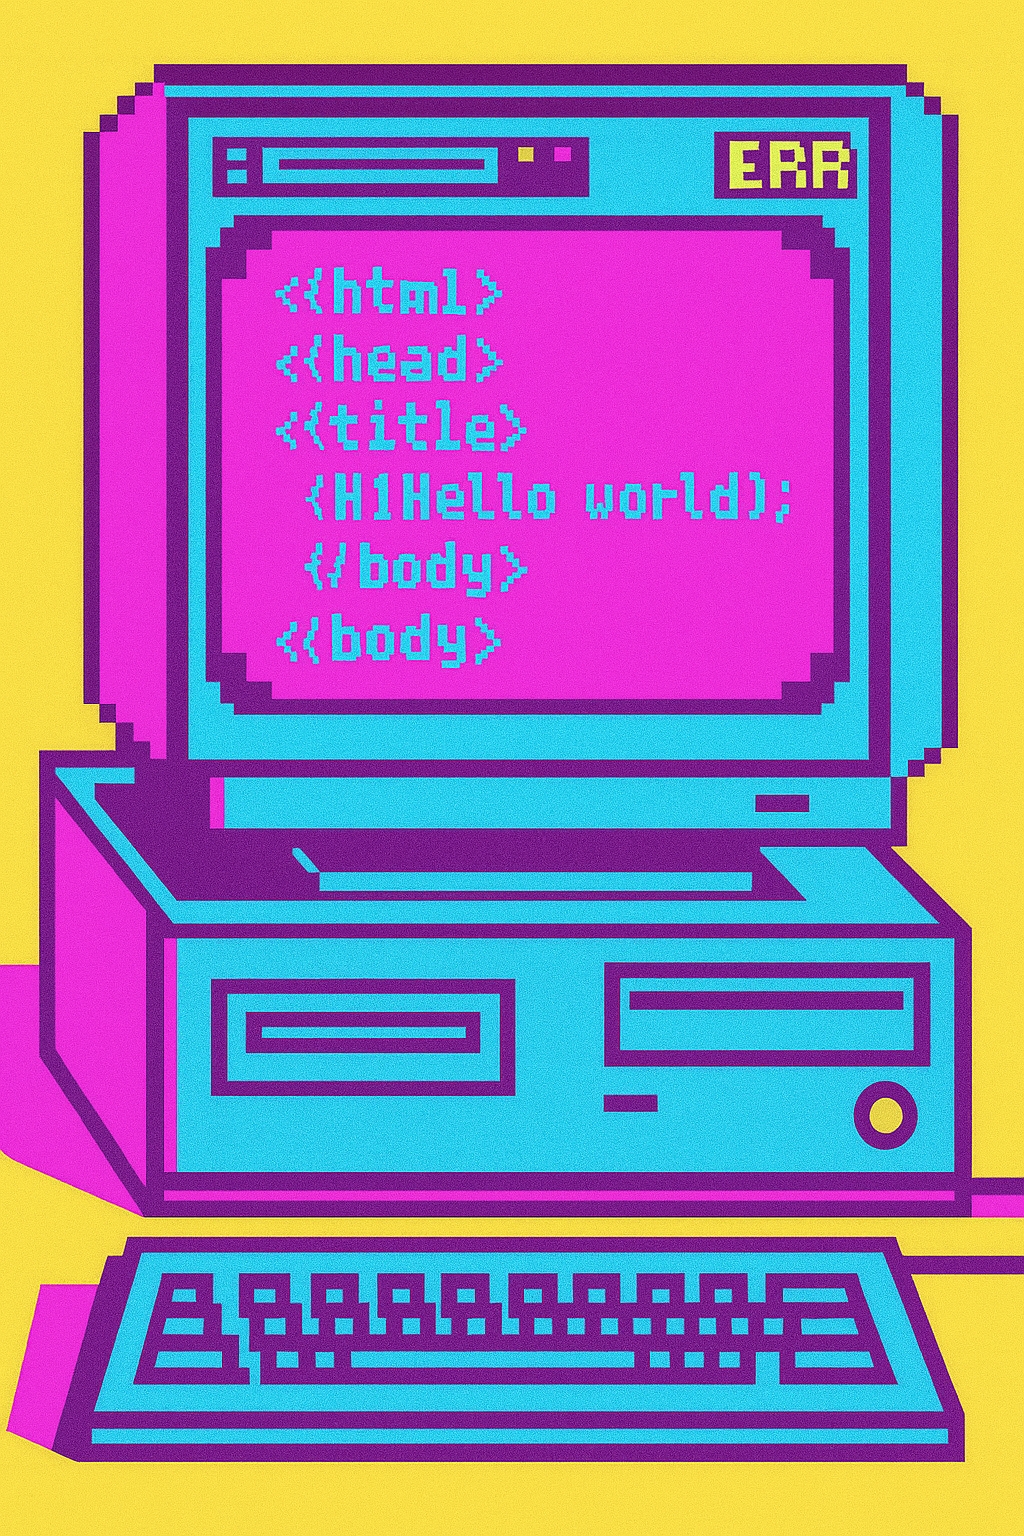 ERR
<{html>
<{head>
<{title>
{H1Hello world);
{/body>
<{body>